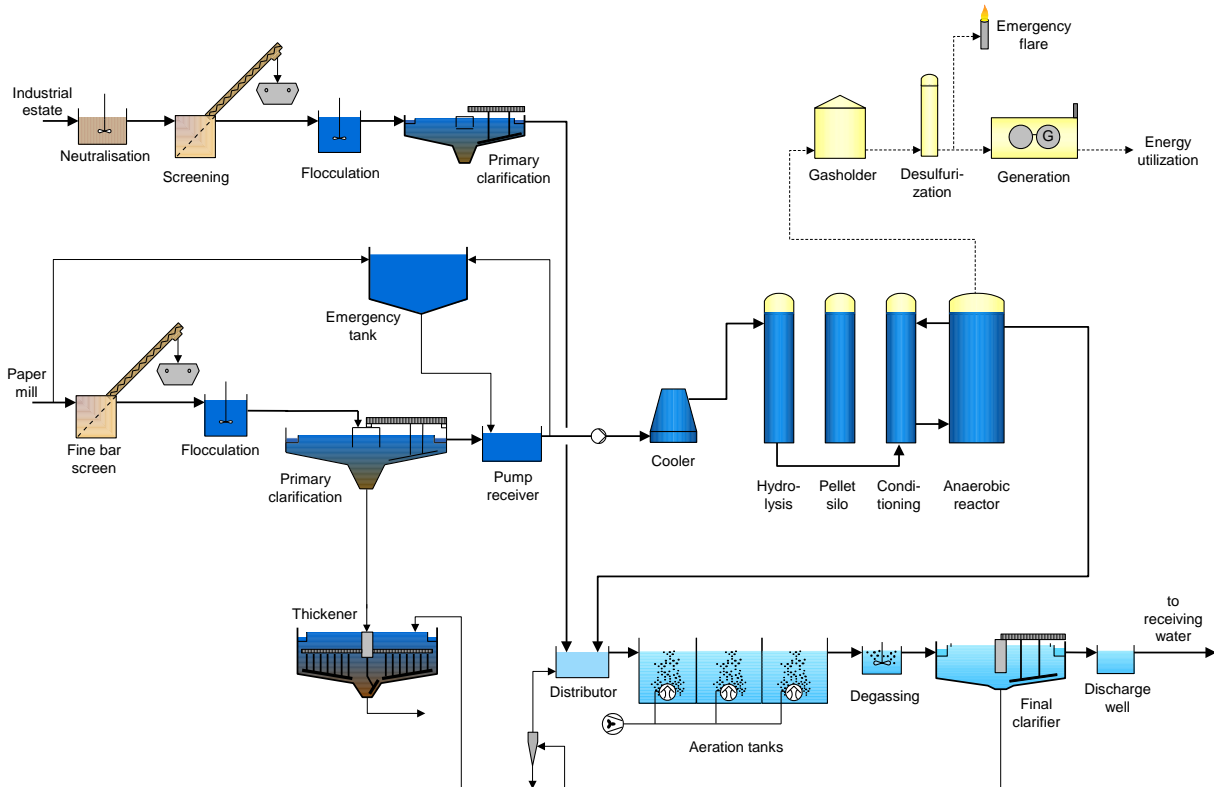 Emergency
flare
Industrial
estate
Neutralisation
Screening
Flocculation
Primary
clarification
Gasholder
Desulfuri-
zation
G
Generation
Energy
utilization
Emergency
tank
Paper
mill
Fine bar
screen
Flocculation
Primary
clarification
Pump
receiver
Cooler
Hydro-
lysis
Pellet
silo
Condi-
tioning
Anaerobic
reactor
Thickener
Distributor
Aeration tanks
Degassing
Final
clarifier
Discharge
well
to
receiving
water